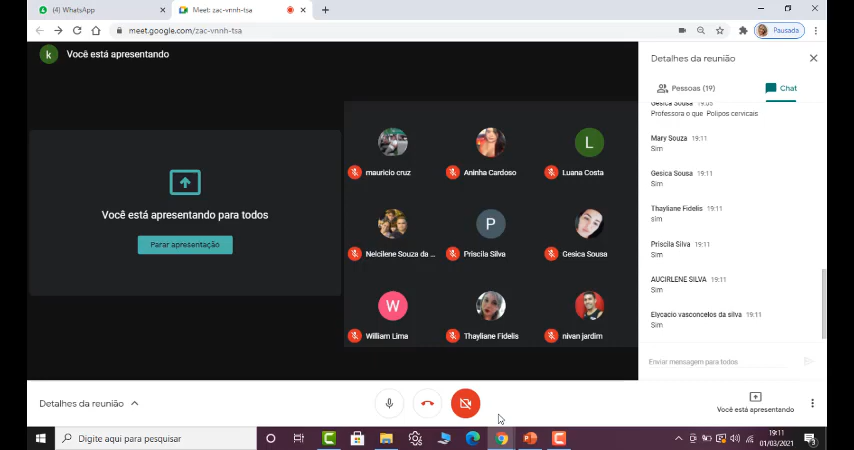 (4) WhatsApp
Meet: zac-vnnh-tsa
meet.google.com/zac-vnnh-tsa
Pausada
k
Você está apresentando
Você está apresentando para todos
Parar apresentação
mauricio cruz
Aninha Cardoso
L
Luana Costa
Nelcilene Souza da ...
P
Priscila Silva
Gesica Sousa
W
William Lima
Thayliane Fidelis
nivan jardim
Detalhes da reunião
Pessoas (19)
Chat
Gesica Sousa 19:05
Professora o que Polipos cervicais
Mary Souza 19:11
Sim
Gesica Sousa 19:11
Sim
Thayliane Fidelis 19:11
sim
Priscila Silva 19:11
Sim
AUCIRLENE SILVA 19:11
Sim
Elycacio vasconcelos da silva 19:11
Sim
Enviar mensagem para todos
Detalhes da reunião
Você está apresentando
Digite aqui para pesquisar
19:11
01/03/2021
3